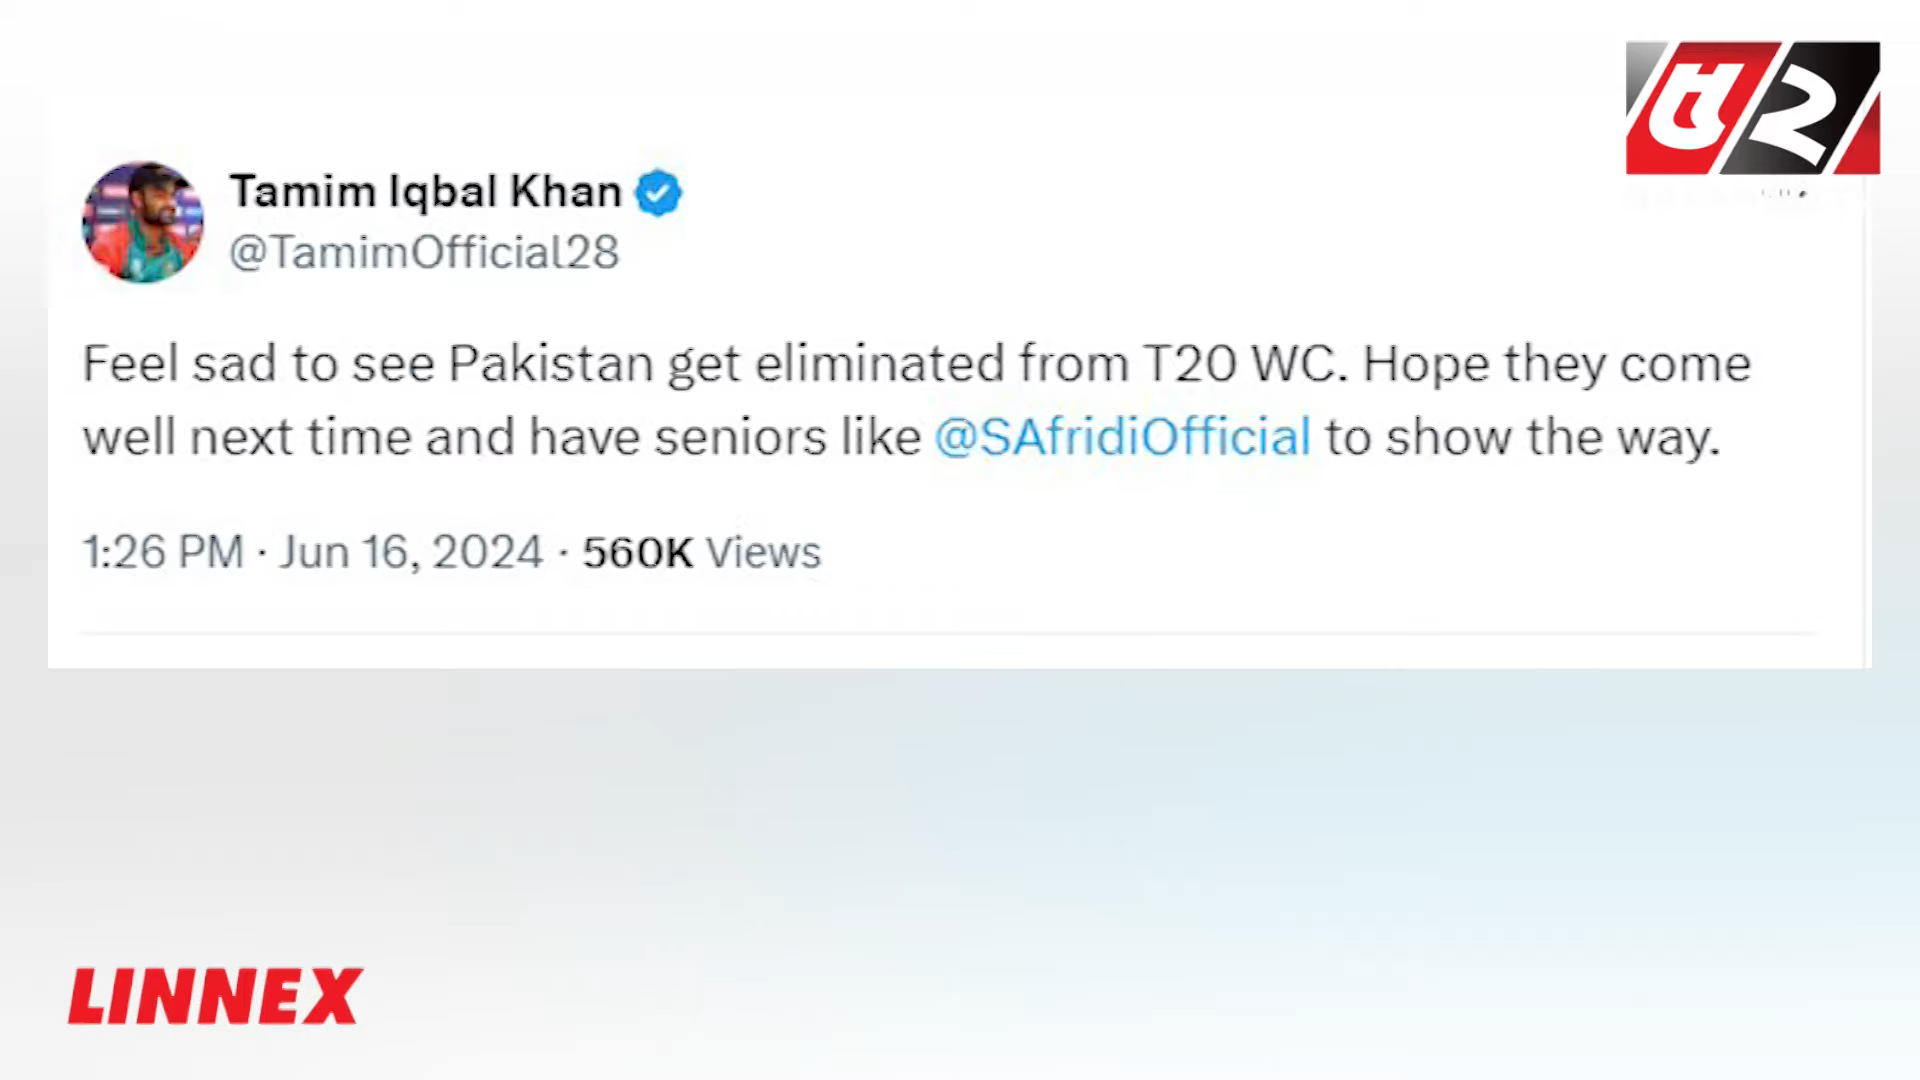 Tamim Iqbal Khan
@TamimOfficial28
Feel sad to see Pakistan get eliminated from T20 WC. Hope they come
well next time and have seniors like @SAfridiOfficial to show the way.
1:26 PM · Jun 16, 2024 · 560K Views
LINNEX